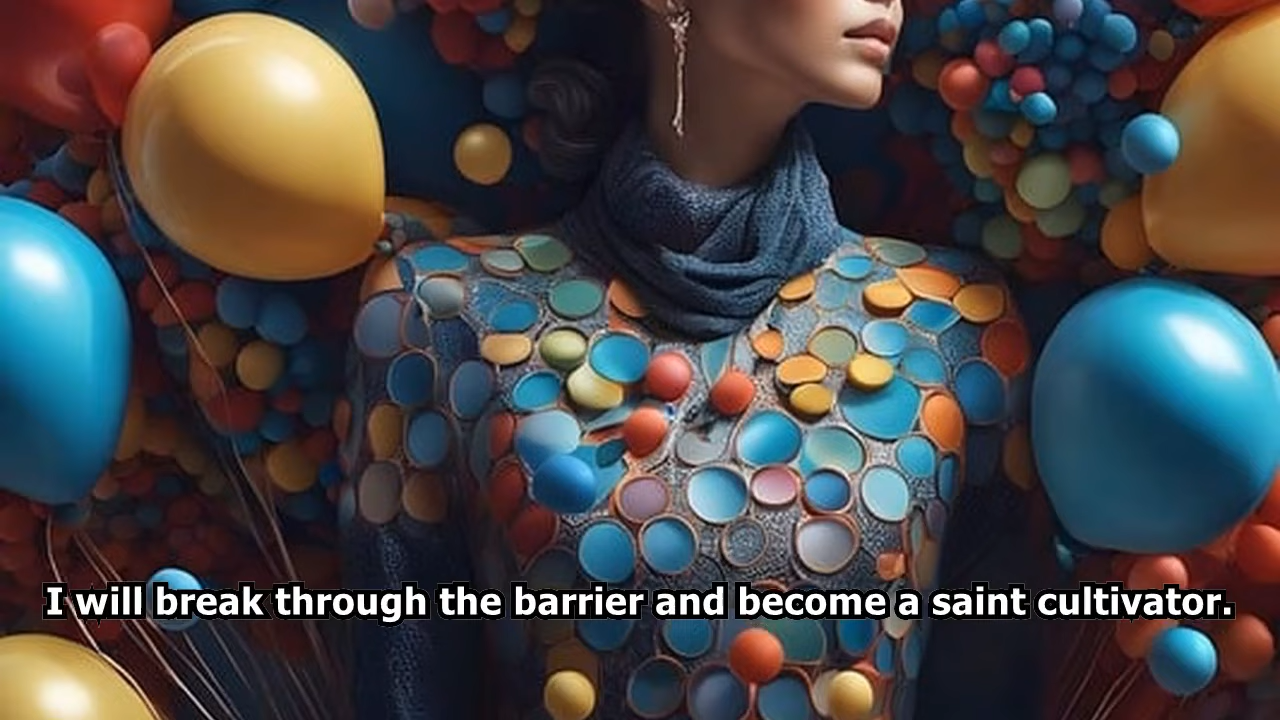 I will break through the barrier and become a saint cultivator.